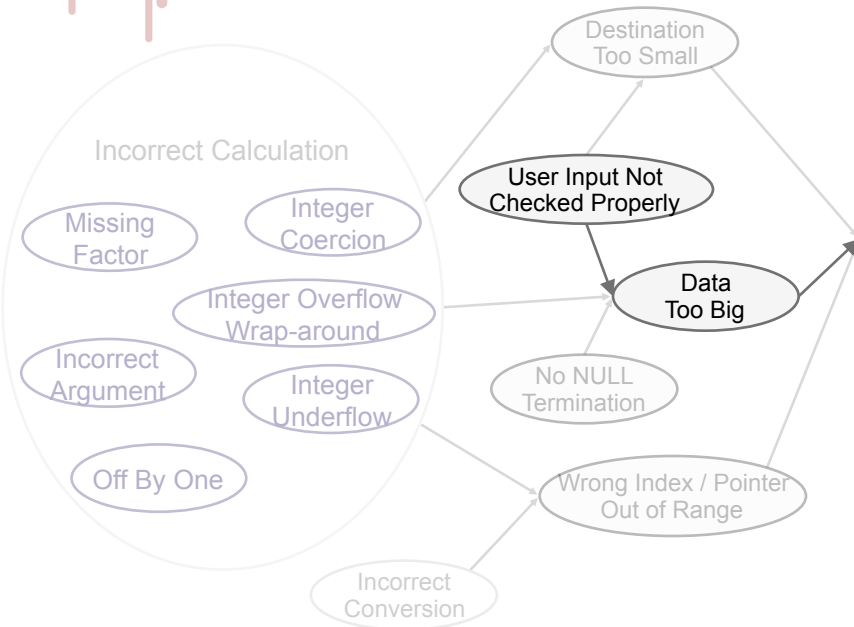 Destination
Too Small
Incorrect Calculation
User Input Not
Checked Properly
Missing
Factor
Integer
Coercion
Integer Overflow
Wrap-around
Data
Too Big
Incorrect
Argument
Integer
Underflow
No NULL
Termination
Off By One
Wrong Index / Pointer
Out of Range
Incorrect
Conversion